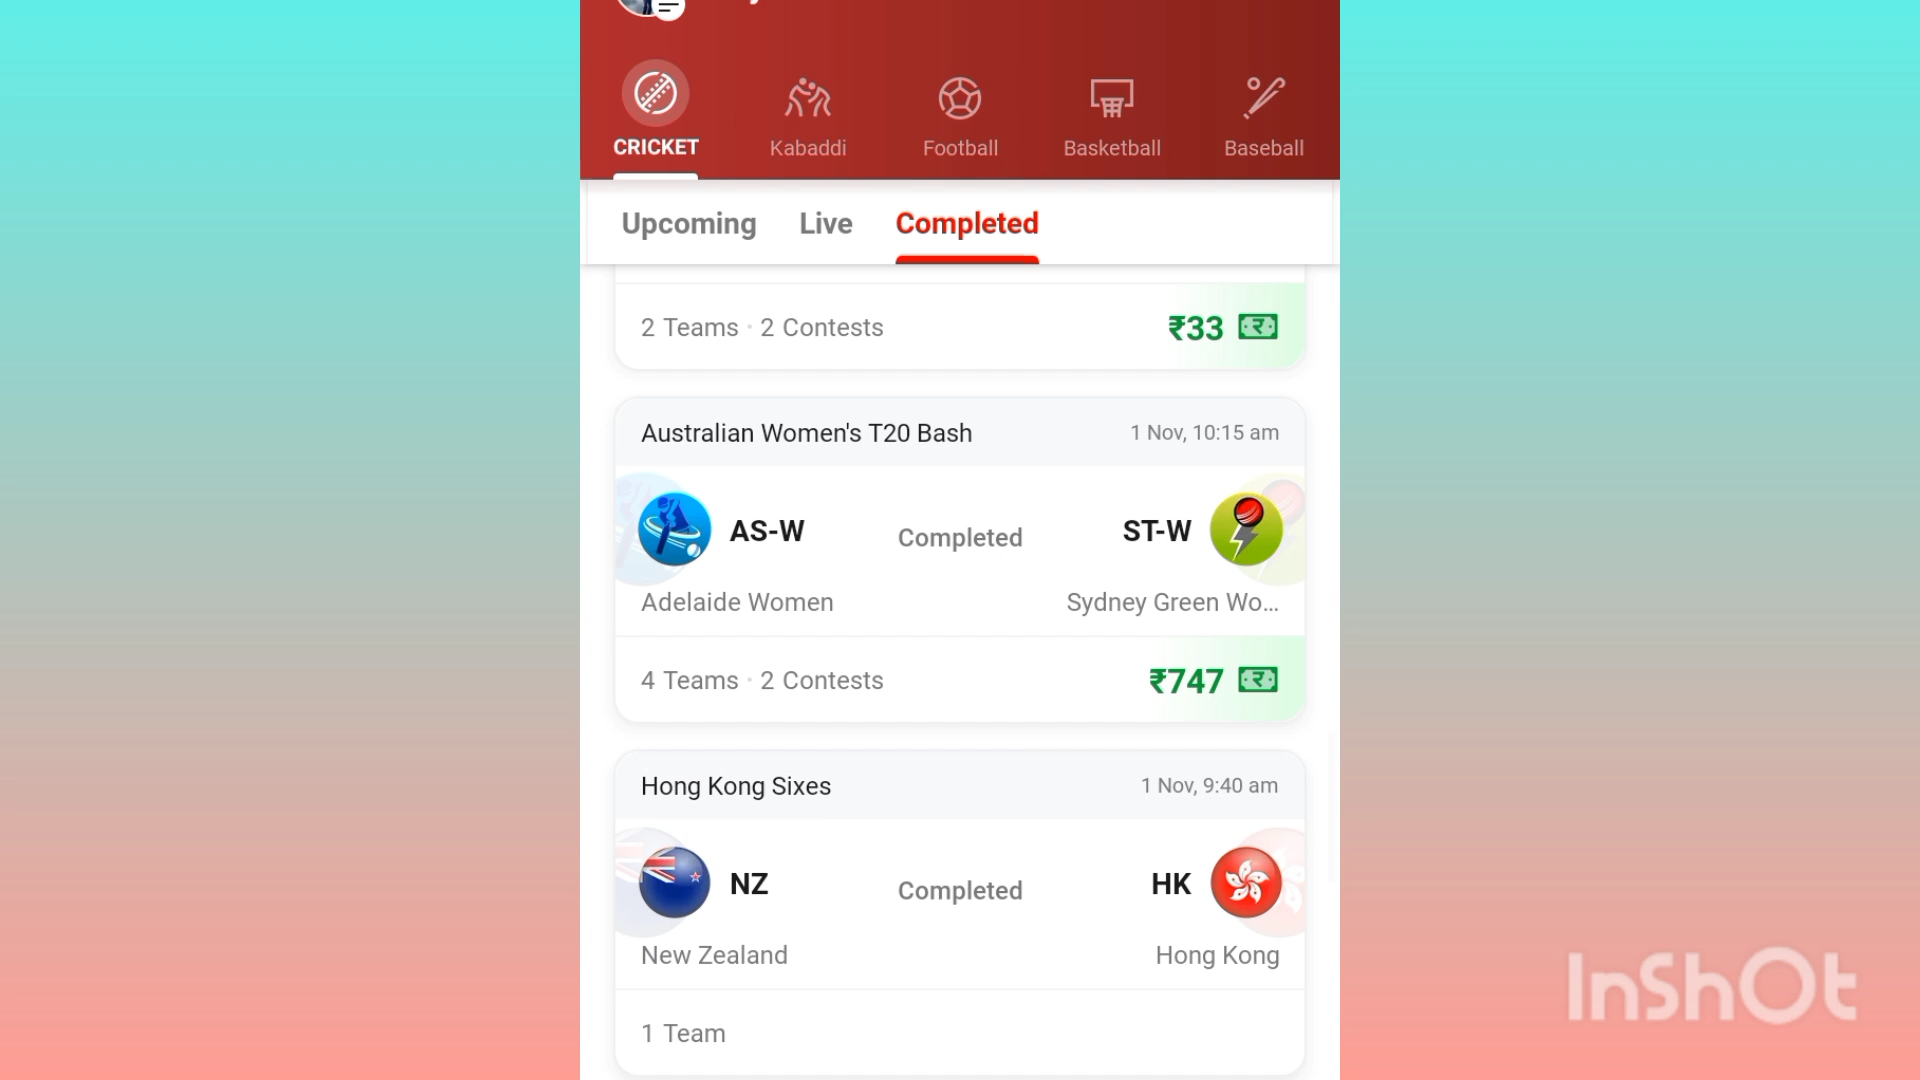 CRICKET
Kabaddi
Football
Basketball
Baseball
Upcoming
Live
Completed
2 Teams · 2 Contests
₹33
Australian Women's T20 Bash
1 Nov, 10:15 am
AS-W
Completed
ST-W
Adelaide Women
Sydney Green Wo...
4 Teams · 2 Contests
₹747
Hong Kong Sixes
1 Nov, 9:40 am
NZ
Completed
HK
New Zealand
Hong Kong
1 Team
InShOt